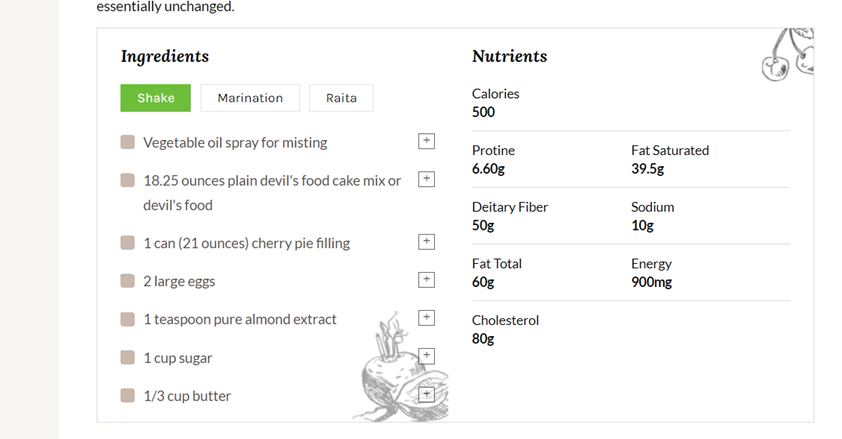 essentially unchanged.
Ingredients
Shake Marination Raita
Vegetable oil spray for misting +
18.25 ounces plain devil's food cake mix or +
devil's food
1 can (21 ounces) cherry pie filling +
2 large eggs +
1 teaspoon pure almond extract +
1 cup sugar +
1/3 cup butter +
Nutrients
Calories
500
Protine Fat Saturated
6.60g 39.5g
Deitary Fiber Sodium
50g 10g
Fat Total Energy
60g 900mg
Cholesterol
80g